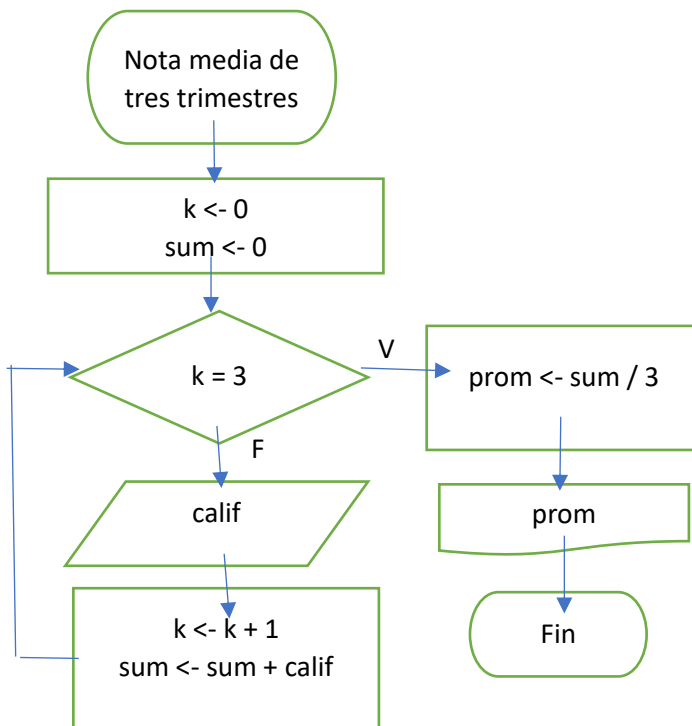 Nota media de
tres trimestres
k <- 0
sum <- 0
k = 3
V
prom <- sum / 3
F
calif
prom
k <- k + 1
sum <- sum + calif
Fin